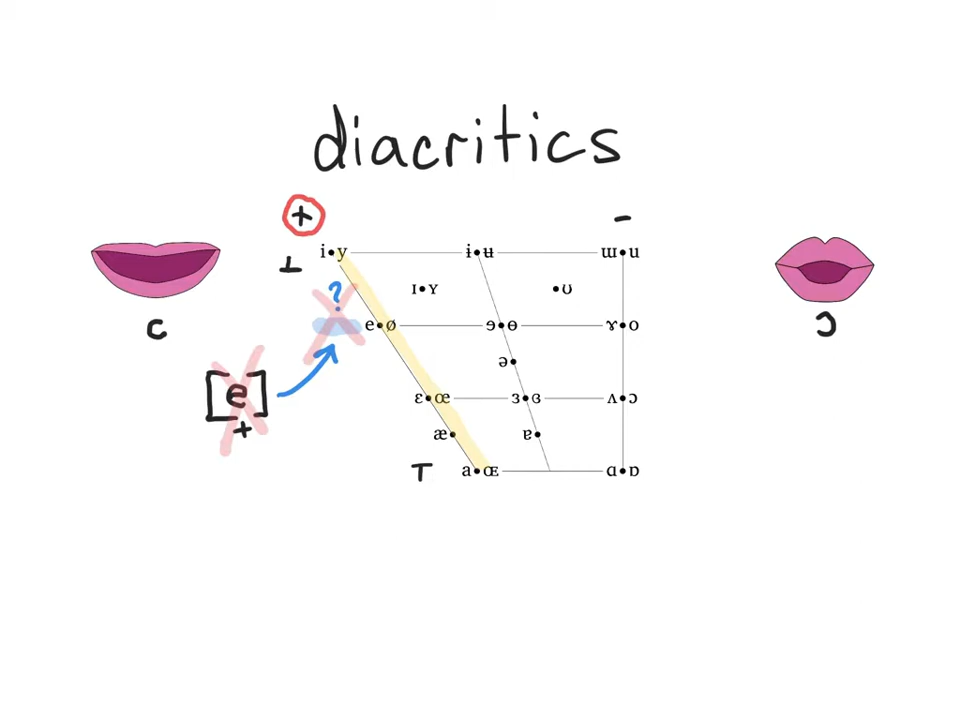 diacritics
+ -
i y ɨ ʉ ɯ u
⊥
ɪ ʏ ʊ
?
e ø ɘ ɵ ɤ o
c ɔ
ə
[e̟]
ɛ œ ɜ ɞ ʌ ɔ
æ ɐ
T a ɶ ɑ ɒ